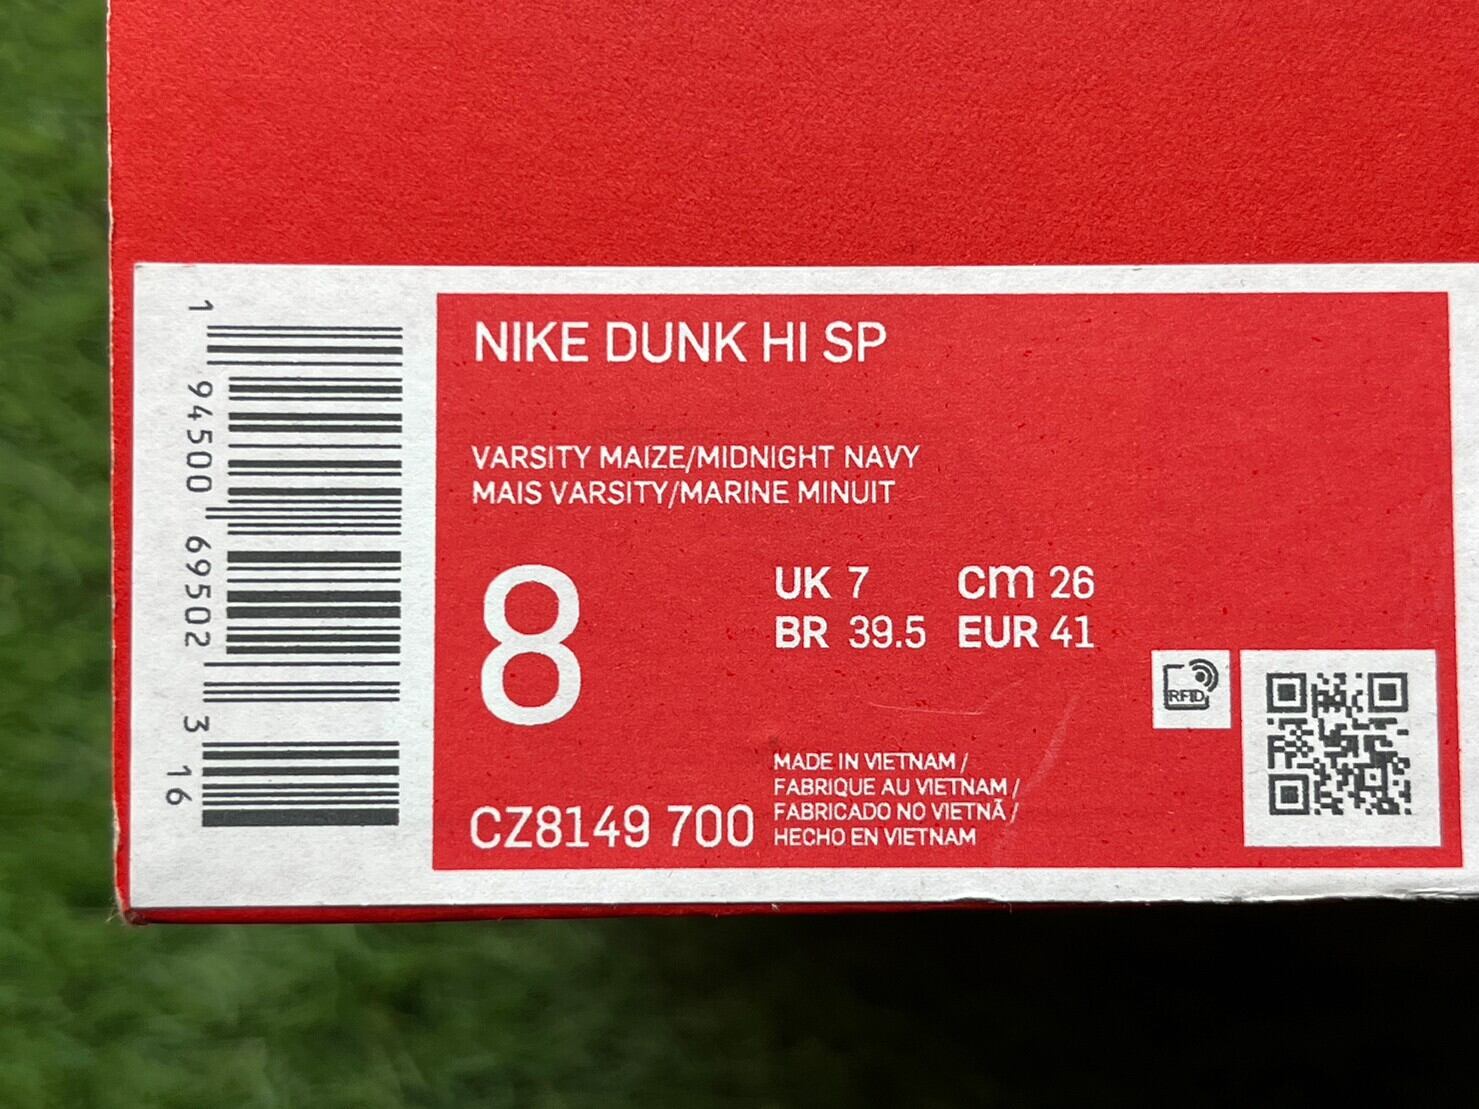 1 94500 69502 3 16
NIKE DUNK HI SP
VARSITY MAIZE/MIDNIGHT NAVY
MAIS VARSITY/MARINE MINUIT
8
UK 7 cm 26
BR 39.5 EUR 41
RFID
CZ8149 700
MADE IN VIETNAM /
FABRIQUE AU VIETNAM /
FABRICADO NO VIETNÃ /
HECHO EN VIETNAM